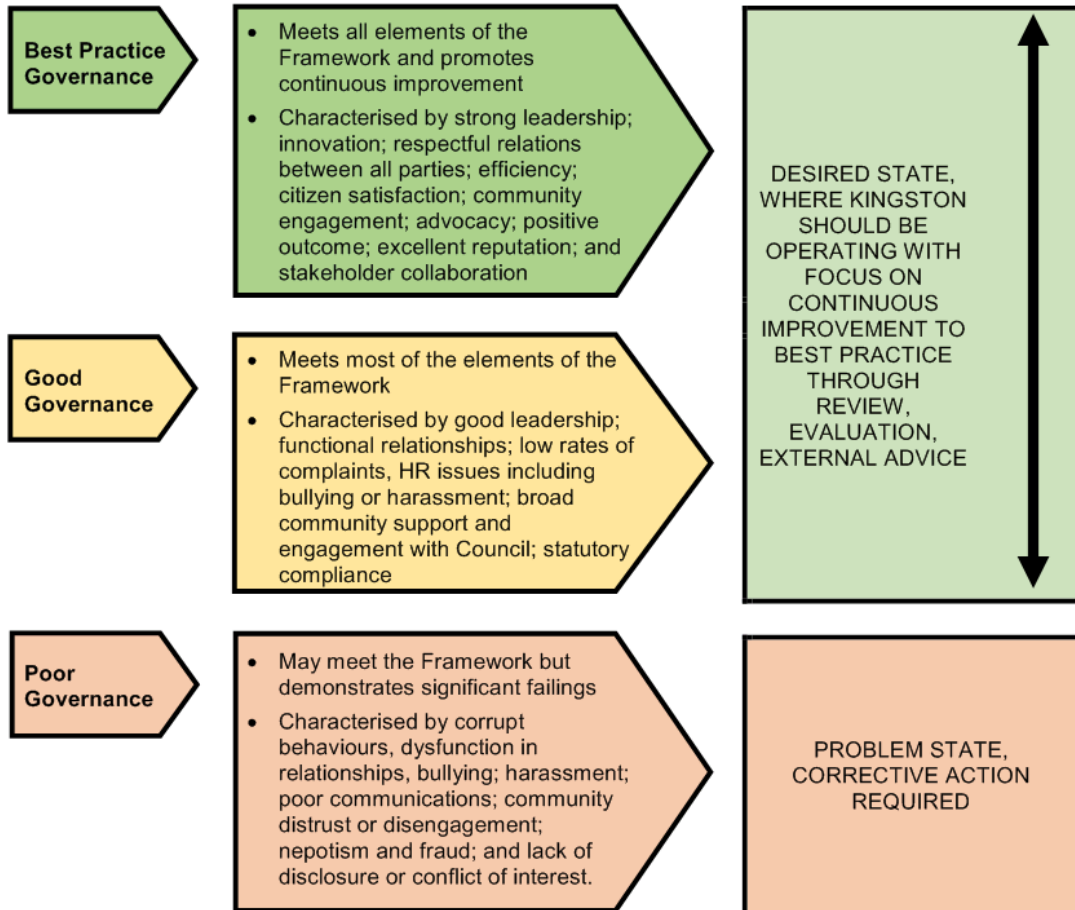 Best Practice
Governance
• Meets all elements of the
Framework and promotes
continuous improvement
• Characterised by strong leadership;
innovation; respectful relations
between all parties; efficiency;
citizen satisfaction; community
engagement; advocacy; positive
outcome; excellent reputation; and
stakeholder collaboration
DESIRED STATE,
WHERE KINGSTON
SHOULD BE
OPERATING WITH
FOCUS ON
CONTINUOUS
IMPROVEMENT TO
BEST PRACTICE
THROUGH
REVIEW,
EVALUATION,
EXTERNAL ADVICE
Good
Governance
• Meets most of the elements of the
Framework
• Characterised by good leadership;
functional relationships; low rates of
complaints, HR issues including
bullying or harassment; broad
community support and
engagement with Council; statutory
compliance
Poor
Governance
• May meet the Framework but
demonstrates significant failings
• Characterised by corrupt
behaviours, dysfunction in
relationships, bullying; harassment;
poor communications; community
distrust or disengagement;
nepotism and fraud; and lack of
disclosure or conflict of interest.
PROBLEM STATE,
CORRECTIVE ACTION
REQUIRED